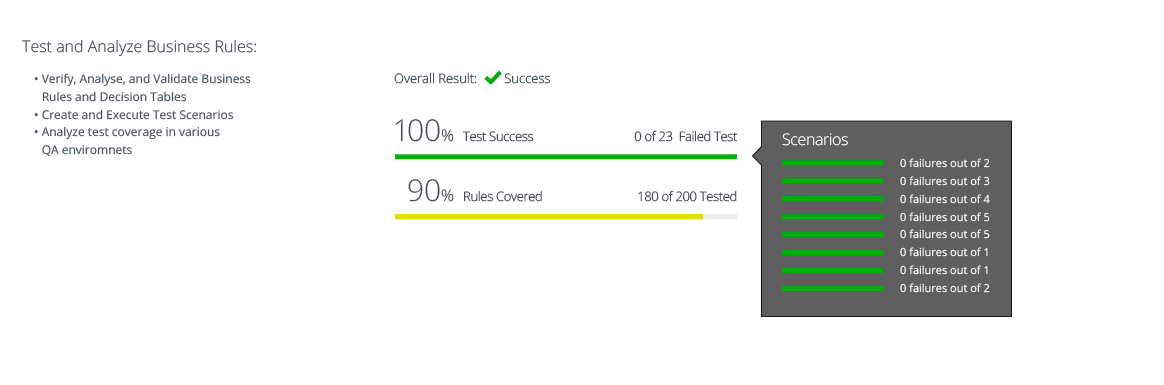 Test and Analyze Business Rules:
• Verify, Analyse, and Validate Business
Rules and Decision Tables
• Create and Execute Test Scenarios
• Analyze test coverage in various
QA enviromnets
Overall Result: Success
100% Test Success 0 of 23 Failed Test
90% Rules Covered 180 of 200 Tested
Scenarios
0 failures out of 2
0 failures out of 3
0 failures out of 4
0 failures out of 5
0 failures out of 5
0 failures out of 1
0 failures out of 1
0 failures out of 2